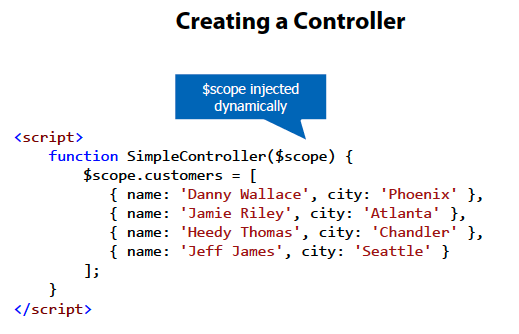 Creating a Controller
$scope injected
dynamically
<script>
function SimpleController($scope) {
$scope.customers = [
{ name: 'Danny Wallace', city: 'Phoenix' },
{ name: 'Jamie Riley', city: 'Atlanta' },
{ name: 'Heedy Thomas', city: 'Chandler' },
{ name: 'Jeff James', city: 'Seattle' }
];
}
</script>